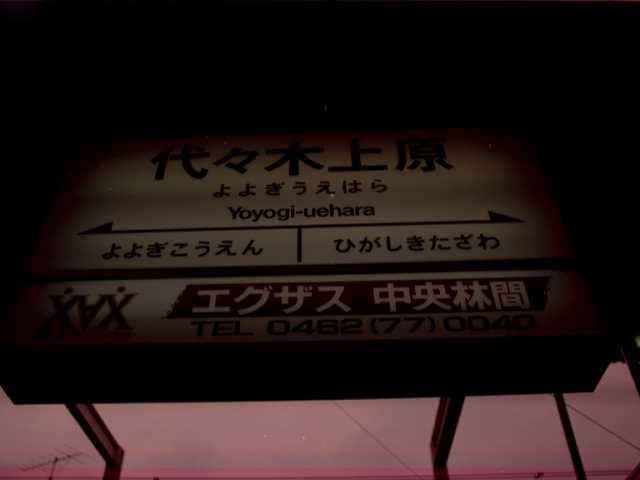 代々木上原
よよぎうえはら
Yoyogi-uehara
よよぎこうえん ひがしきたざわ
XAX エグザス 中央林間
TEL 0462(77)0040